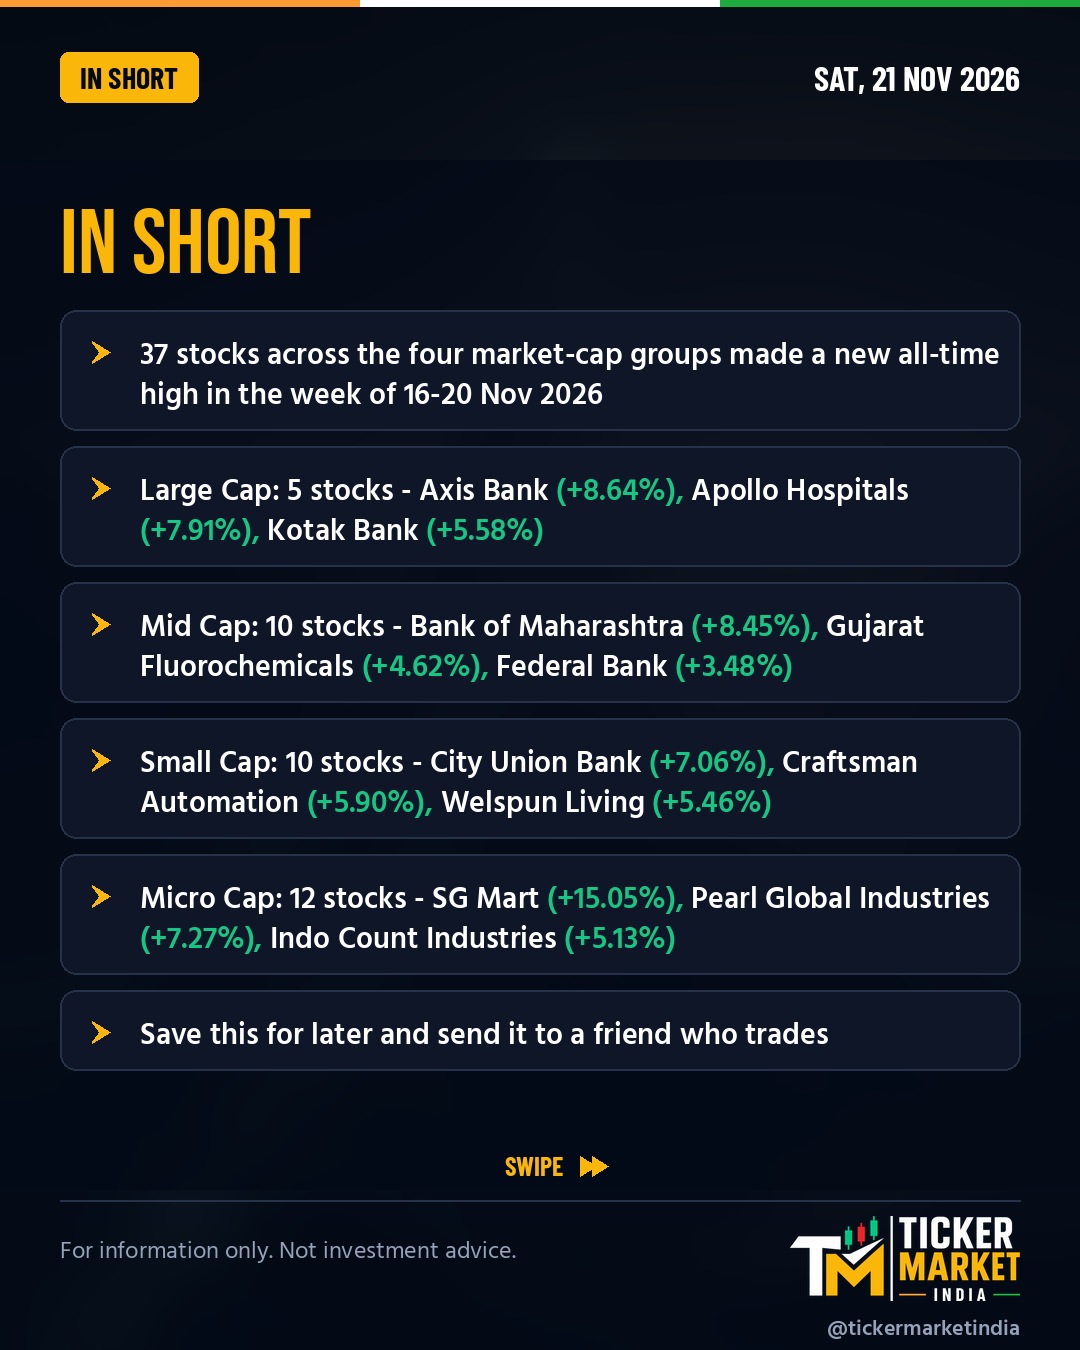 IN SHORT
SAT, 21 NOV 2026
IN SHORT
37 stocks across the four market-cap groups made a new all-time
high in the week of 16-20 Nov 2026
Large Cap: 5 stocks - Axis Bank (+8.64%), Apollo Hospitals
(+7.91%), Kotak Bank (+5.58%)
Mid Cap: 10 stocks - Bank of Maharashtra (+8.45%), Gujarat
Fluorochemicals (+4.62%), Federal Bank (+3.48%)
Small Cap: 10 stocks - City Union Bank (+7.06%), Craftsman
Automation (+5.90%), Welspun Living (+5.46%)
Micro Cap: 12 stocks - SG Mart (+15.05%), Pearl Global Industries
(+7.27%), Indo Count Industries (+5.13%)
Save this for later and send it to a friend who trades
SWIPE
For information only. Not investment advice.
TM
TICKER
MARKET
INDIA
@tickermarketindia